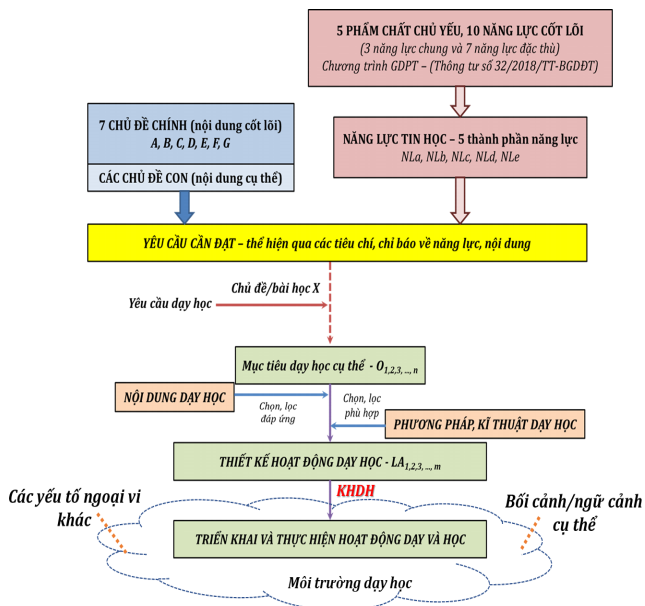 5 PHẨM CHẤT CHỦ YẾU, 10 NĂNG LỰC CỐT LÕI
(3 năng lực chung và 7 năng lực đặc thù)
Chương trình GDPT – (Thông tư số 32/2018/TT-BGDĐT)
7 CHỦ ĐỀ CHÍNH (nội dung cốt lõi)
A, B, C, D, E, F, G
CÁC CHỦ ĐỀ CON (nội dung cụ thể)
NĂNG LỰC TIN HỌC – 5 thành phần năng lực
NLa, NLb, NLc, NLd, NLe
YÊU CẦU CẦN ĐẠT – thể hiện qua các tiêu chí, chỉ báo về năng lực, nội dung
Chủ đề/bài học X
Yêu cầu dạy học
Mục tiêu dạy học cụ thể - O1,2,3, .., n
NỘI DUNG DẠY HỌC
Chọn, lọc
đáp ứng
Chọn, lọc
phù hợp
PHƯƠNG PHÁP, KĨ THUẬT DẠY HỌC
THIẾT KẾ HOẠT ĐỘNG DẠY HỌC - LA1,2,3, .., m
KHDH
Các yếu tố ngoại vi
khác
Bối cảnh/ngữ cảnh
cụ thể
TRIỂN KHAI VÀ THỰC HIỆN HOẠT ĐỘNG DẠY VÀ HỌC
Môi trường dạy học